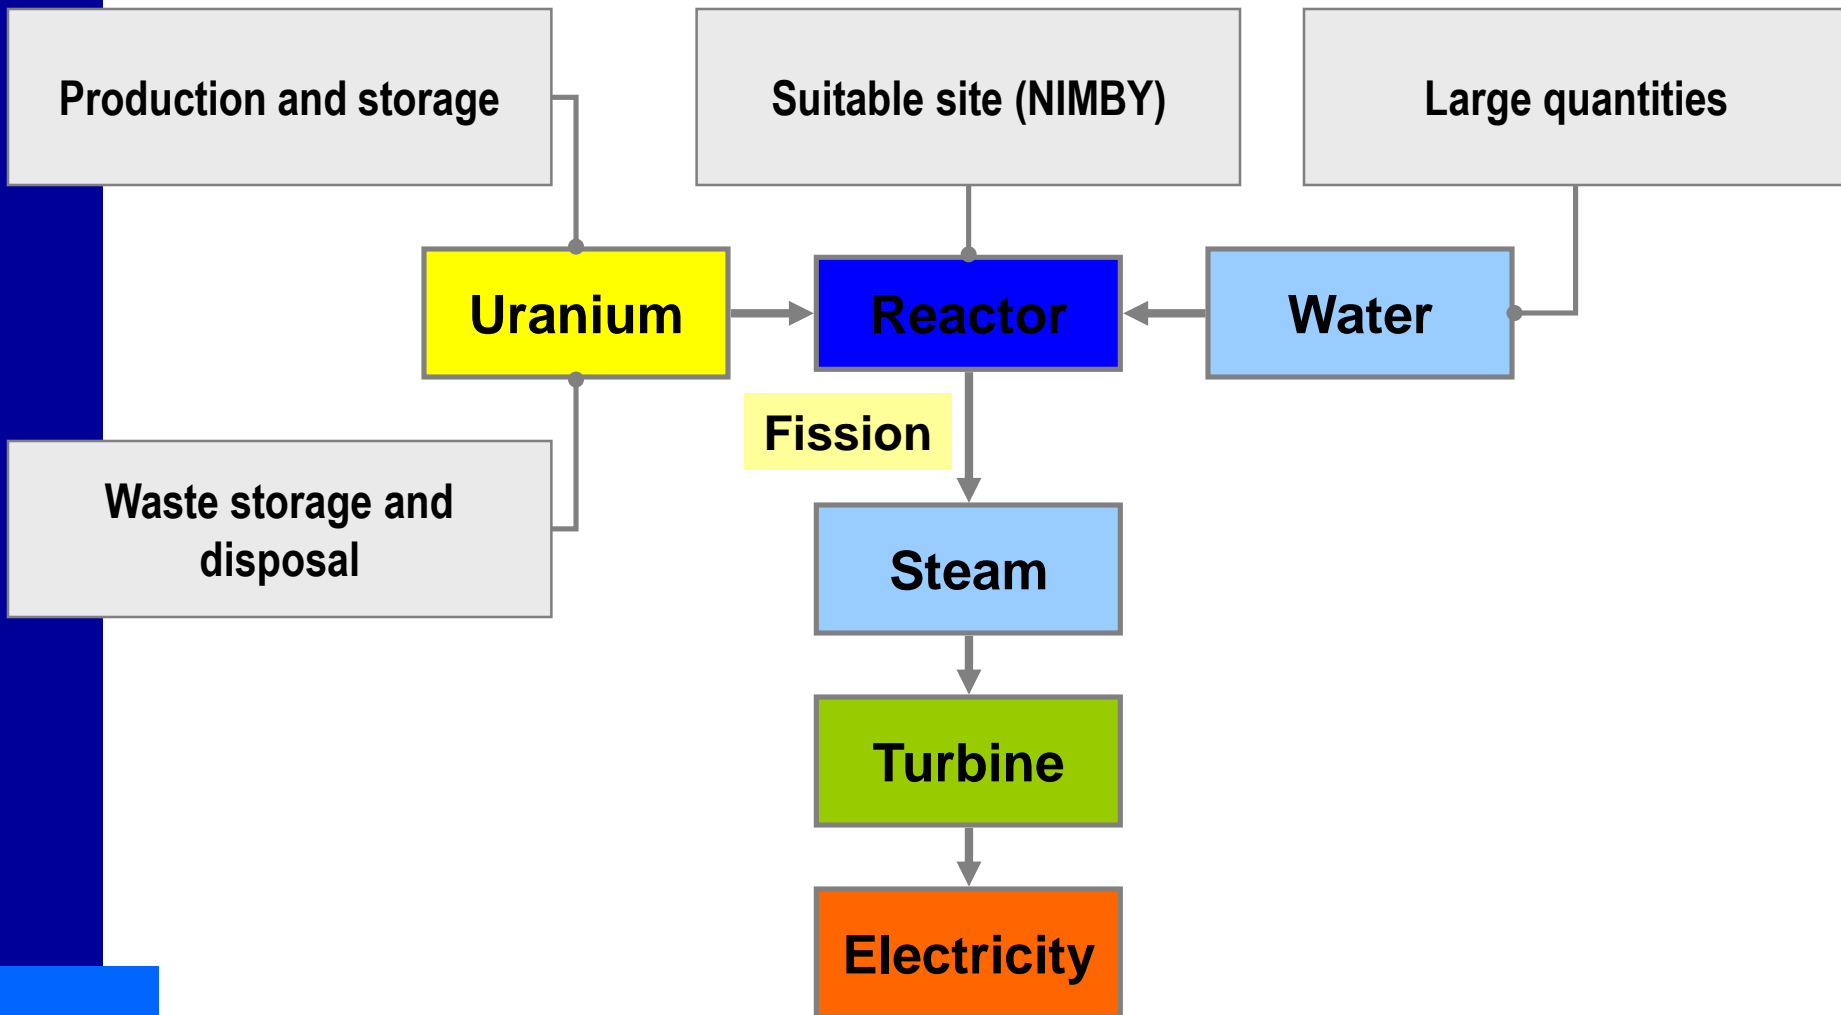 Production and storage
Suitable site (NIMBY)
Large quantities
Uranium
Reactor
Water
Fission
Waste storage and
disposal
Steam
Turbine
Electricity